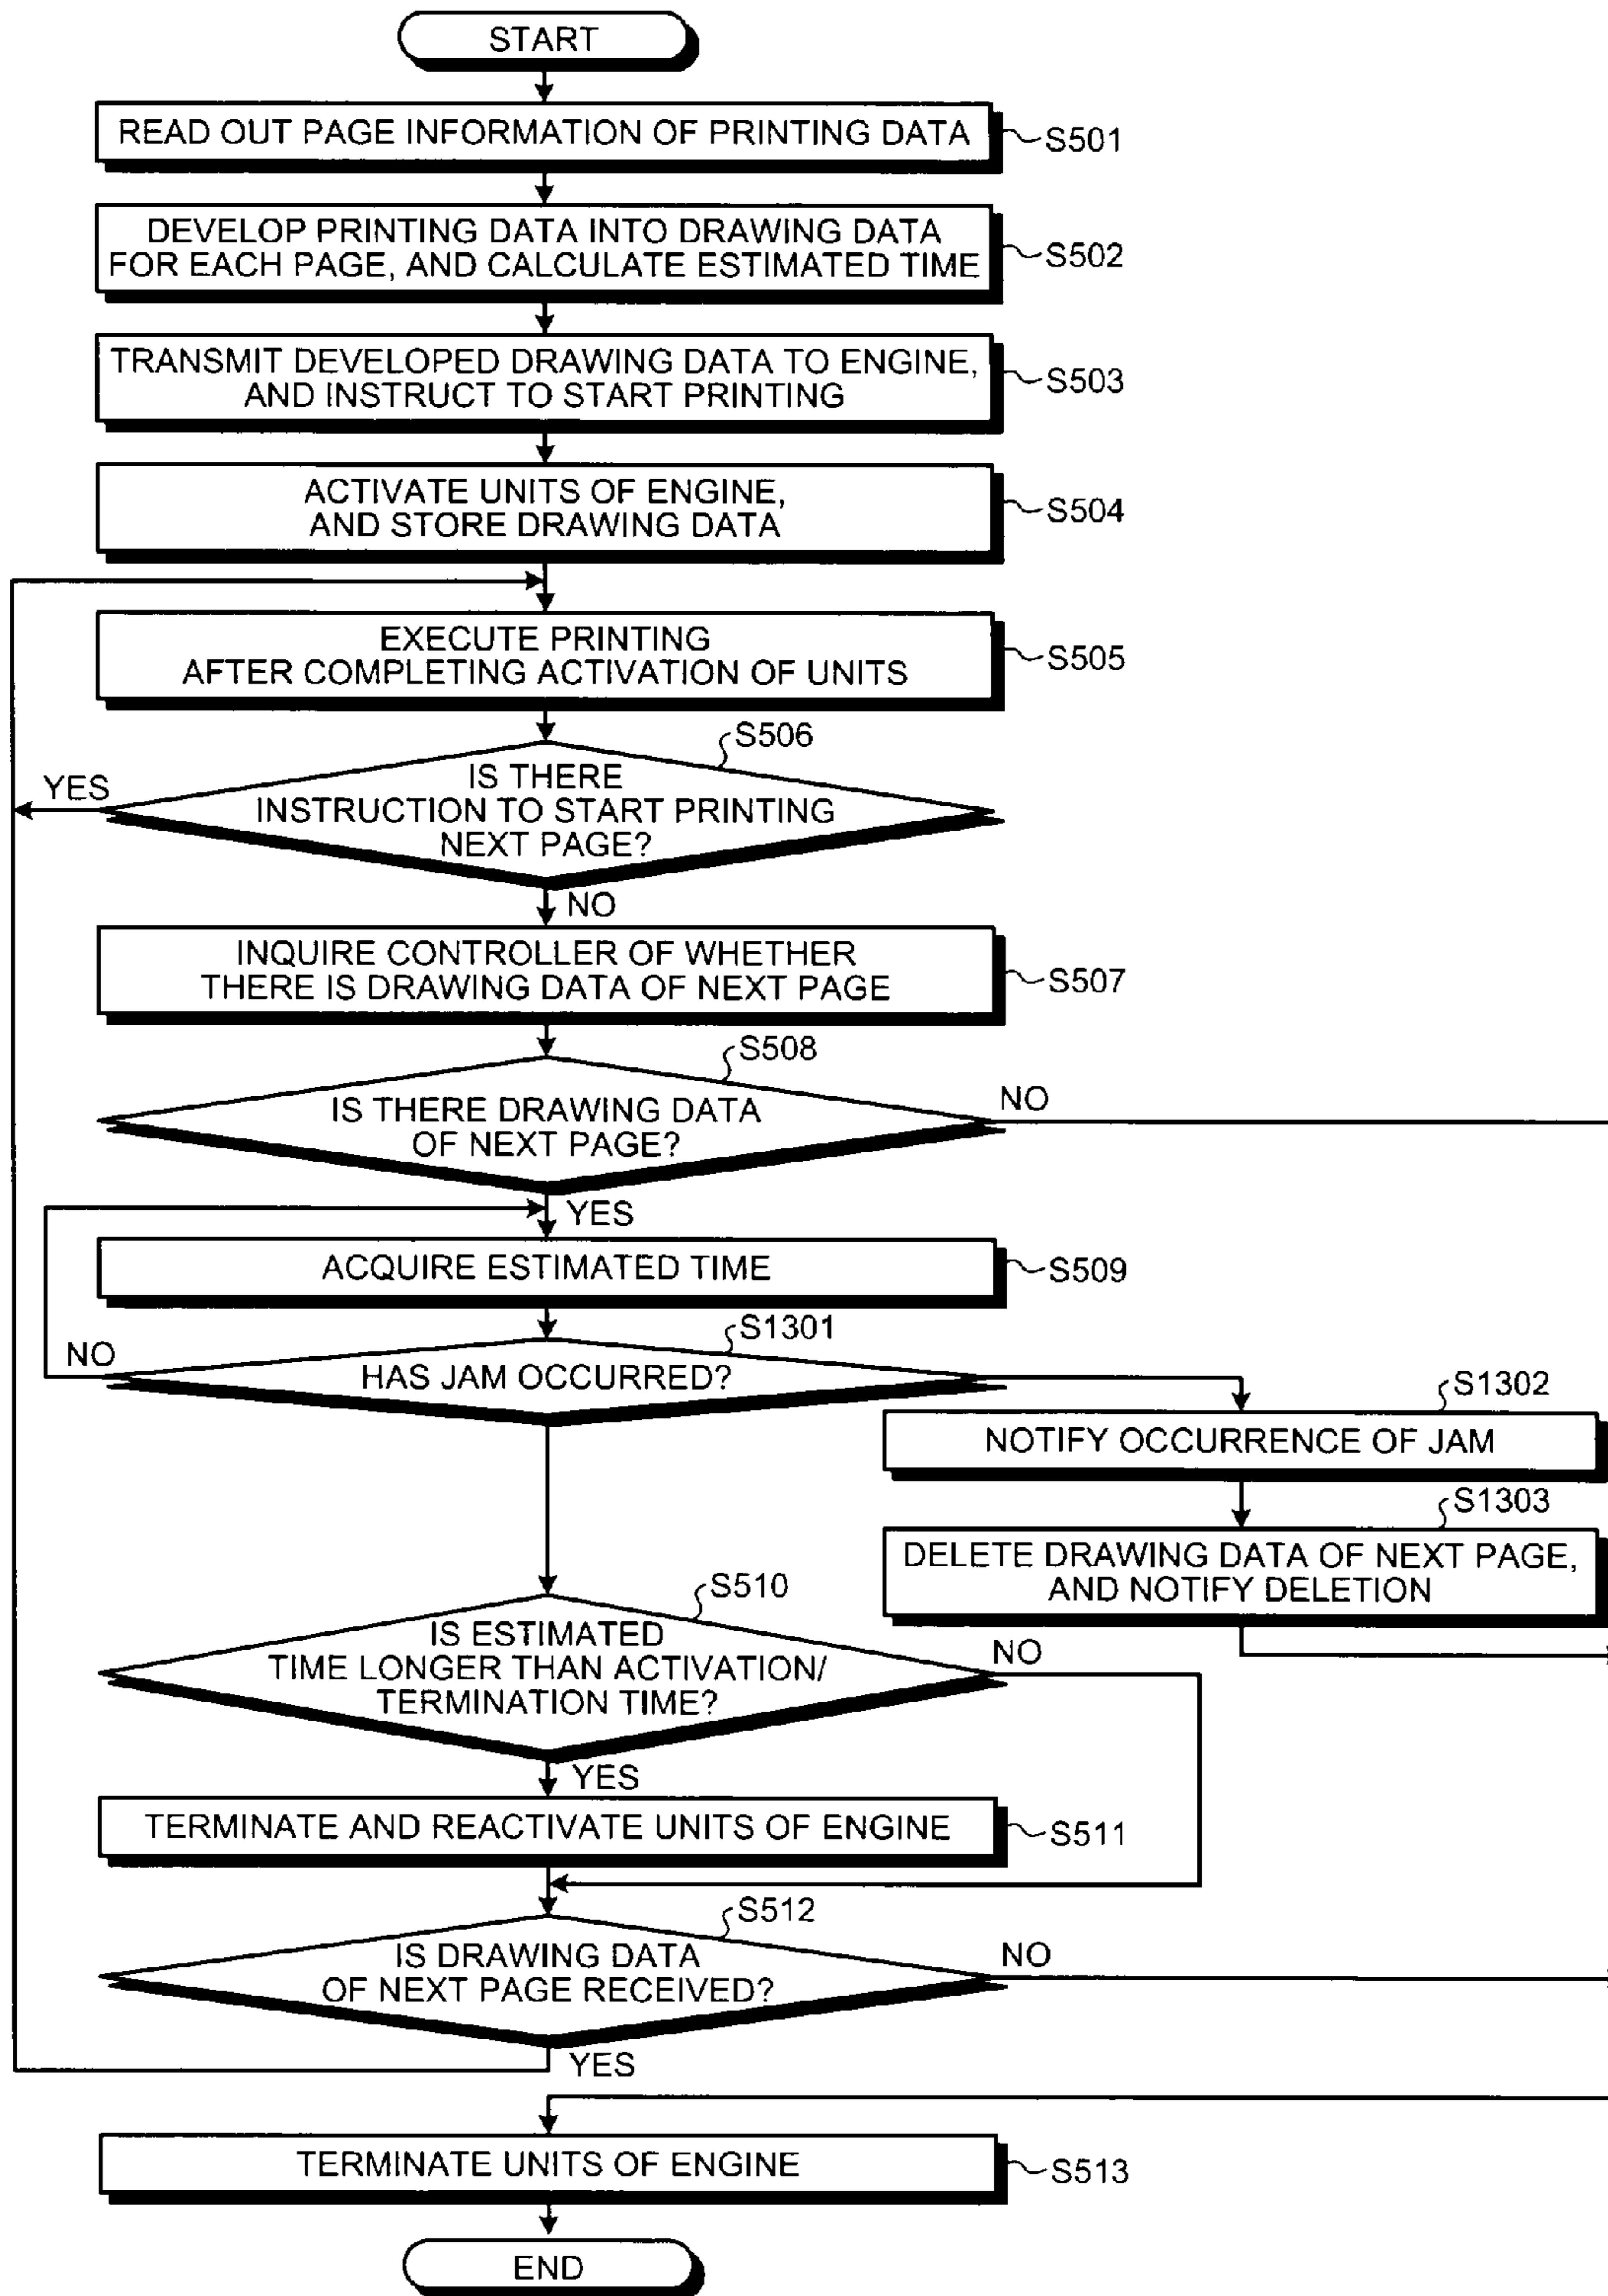 START
READ OUT PAGE INFORMATION OF PRINTING DATA
S501
DEVELOP PRINTING DATA INTO DRAWING DATA
FOR EACH PAGE, AND CALCULATE ESTIMATED TIME
S502
TRANSMIT DEVELOPED DRAWING DATA TO ENGINE,
AND INSTRUCT TO START PRINTING
S503
ACTIVATE UNITS OF ENGINE,
AND STORE DRAWING DATA
S504
EXECUTE PRINTING
AFTER COMPLETING ACTIVATION OF UNITS
S505
S506
YES
IS THERE
INSTRUCTION TO START PRINTING
NEXT PAGE?
NO
INQUIRE CONTROLLER OF WHETHER
THERE IS DRAWING DATA OF NEXT PAGE
S507
S508
IS THERE DRAWING DATA
OF NEXT PAGE?
NO
YES
ACQUIRE ESTIMATED TIME
S509
S1301
NO
HAS JAM OCCURRED?
S1302
NOTIFY OCCURRENCE OF JAM
S1303
DELETE DRAWING DATA OF NEXT PAGE,
AND NOTIFY DELETION
S510
IS ESTIMATED
TIME LONGER THAN ACTIVATION/
TERMINATION TIME?
NO
YES
TERMINATE AND REACTIVATE UNITS OF ENGINE
S511
S512
IS DRAWING DATA
OF NEXT PAGE RECEIVED?
NO
YES
TERMINATE UNITS OF ENGINE
S513
END